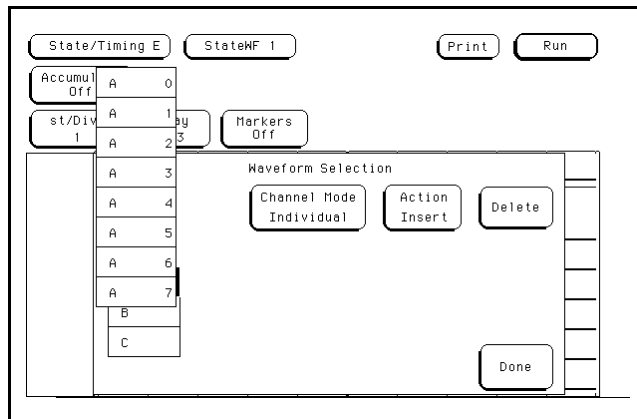 State/Timing E StateWF 1 Print Run
Accumul
Off
A 0
st/Div ay Markers
1 3 Off
A 1
A 2
A 3
A 4
A 5
A 6
A 7
B
C
Waveform Selection
Channel Mode Action Delete
Individual Insert
Done